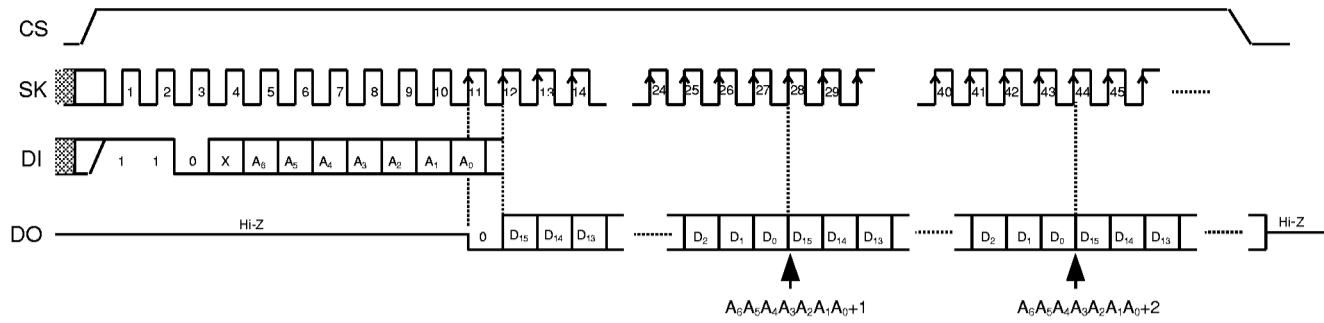 CS
SK 1 2 3 4 5 6 7 8 9 10 11 12 13 14 24 25 26 27 28 29 40 41 42 43 44 45
DI 1 1 0 X A₆ A₅ A₄ A₃ A₂ A₁ A₀
DO Hi-Z 0 D₁₅ D₁₄ D₁₃ D₂ D₁ D₀ D₁₅ D₁₄ D₁₃ D₂ D₁ D₀ D₁₅ D₁₄ D₁₃ Hi-Z
A₆A₅A₄A₃A₂A₁A₀+1 A₆A₅A₄A₃A₂A₁A₀+2